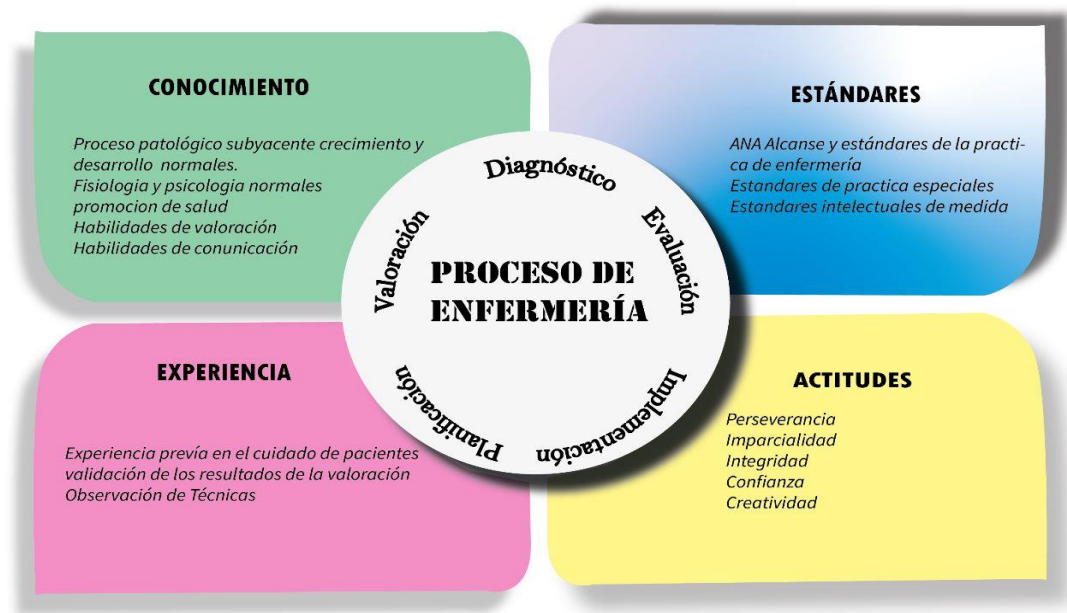 CONOCIMIENTO
Proceso patológico subyacente crecimiento y
desarrollo normales.
Fisiologia y psicologia normales
promocion de salud
Habilidades de valoración
Habilidades de conunicación
ESTÁNDARES
ANA Alcanse y estándares de la practi-
ca de enfermería
Estandares de practica especiales
Estandares intelectuales de medida
Diagnóstico
Evaluación
Implementación
Planificación
Valoración
PROCESO DE
ENFERMERÍA
EXPERIENCIA
Experiencia prevía en el cuidado de pacientes
validación de los resultados de la valoración
Observación de Técnicas
ACTITUDES
Perseverancia
Imparcialidad
Integridad
Confianza
Creatividad